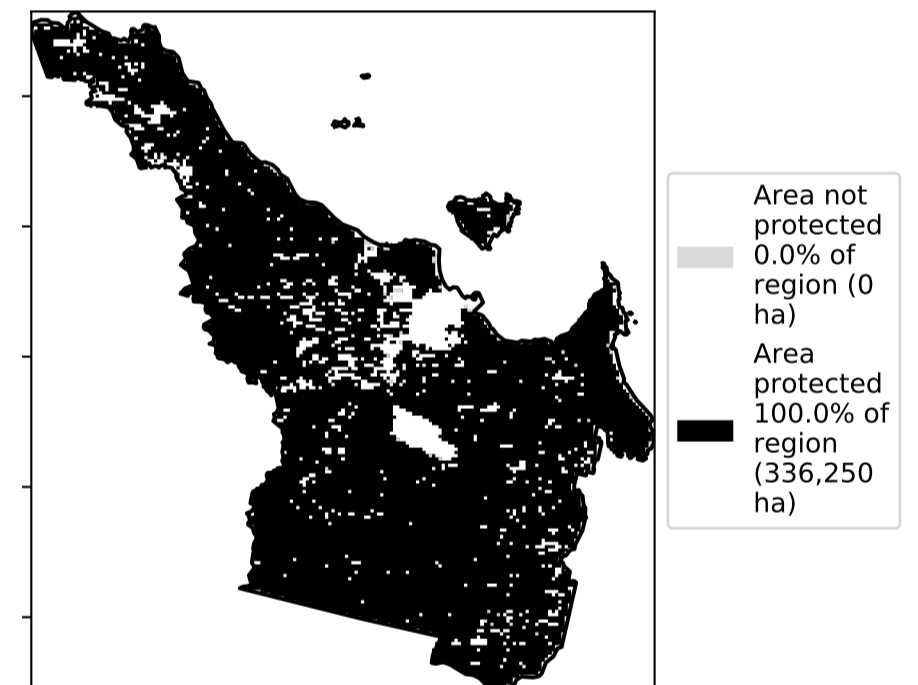 Area not
protected
0.0% of
region (0
ha)
Area
protected
100.0% of
region
(336,250
ha)